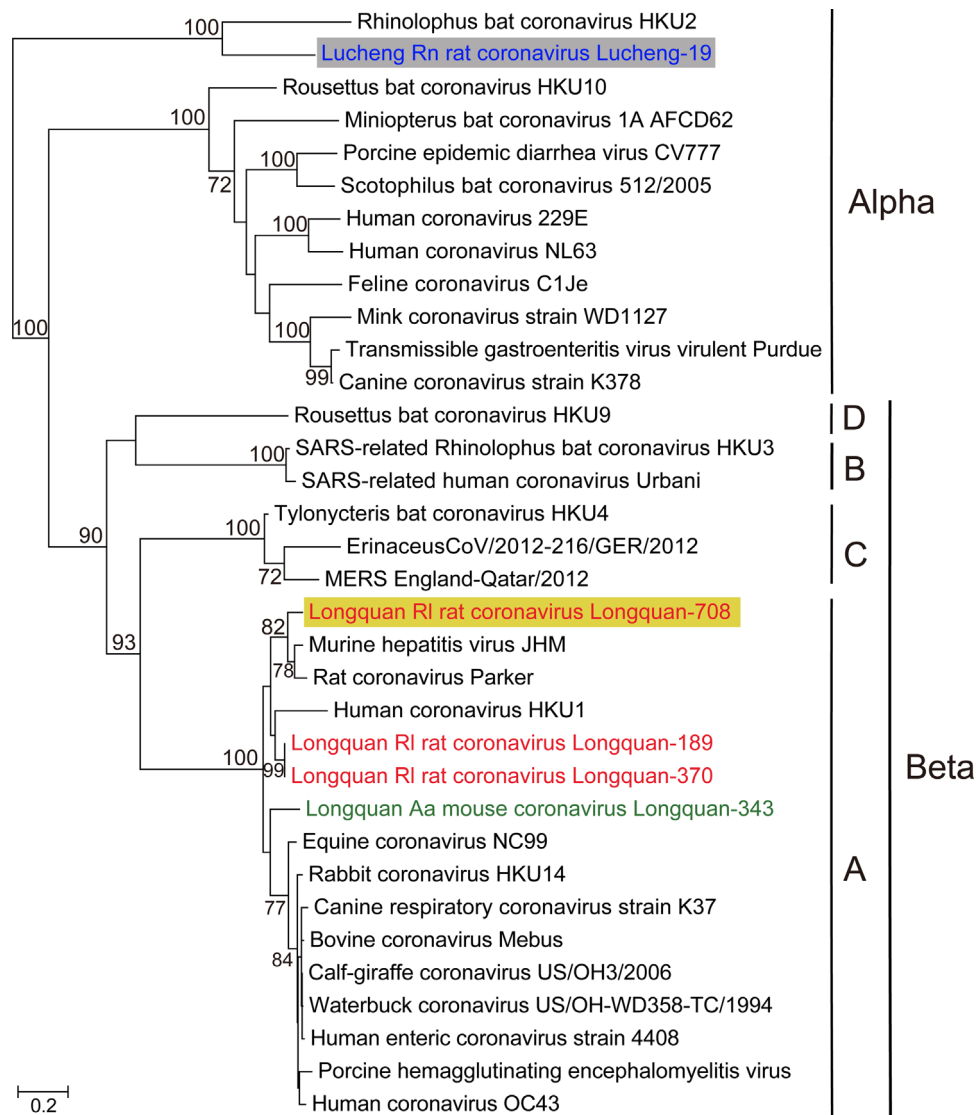 100
Rhinolophus bat coronavirus HKU2
Lucheng Rn rat coronavirus Lucheng-19
Rousettus bat coronavirus HKU10
100
Miniopterus bat coronavirus 1A AFCD62
100
Porcine epidemic diarrhea virus CV777
72
Scotophilus bat coronavirus 512/2005
Alpha
100
Human coronavirus 229E
Human coronavirus NL63
Feline coronavirus C1Je
100
Mink coronavirus strain WD1127
100
Transmissible gastroenteritis virus virulent Purdue
99
Canine coronavirus strain K378
Rousettus bat coronavirus HKU9
D
100
SARS-related Rhinolophus bat coronavirus HKU3
B
SARS-related human coronavirus Urbani
90
100
Tylonycteris bat coronavirus HKU4
ErinaceusCoV/2012-216/GER/2012
C
72
MERS England-Qatar/2012
82
Longquan Rl rat coronavirus Longquan-708
93
Murine hepatitis virus JHM
78
Rat coronavirus Parker
Human coronavirus HKU1
100
Longquan Rl rat coronavirus Longquan-189
99
Longquan Rl rat coronavirus Longquan-370
Beta
Longquan Aa mouse coronavirus Longquan-343
Equine coronavirus NC99
Rabbit coronavirus HKU14
A
77
Canine respiratory coronavirus strain K37
Bovine coronavirus Mebus
84
Calf-giraffe coronavirus US/OH3/2006
Waterbuck coronavirus US/OH-WD358-TC/1994
Human enteric coronavirus strain 4408
Porcine hemagglutinating encephalomyelitis virus
Human coronavirus OC43
0.2